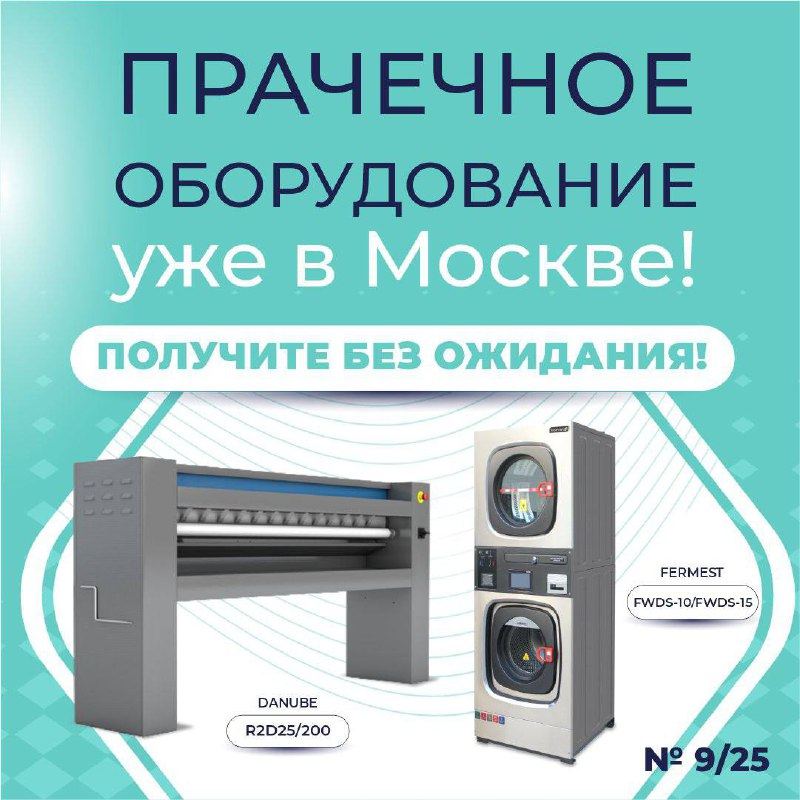 ПРАЧЕЧНОЕ
ОБОРУДОВАНИЕ
уже в Москве!
ПОЛУЧИТЕ БЕЗ ОЖИДАНИЯ!
FERMEST
FWDS-10/FWDS-15
DANUBE
R2D25/200
№ 9/25